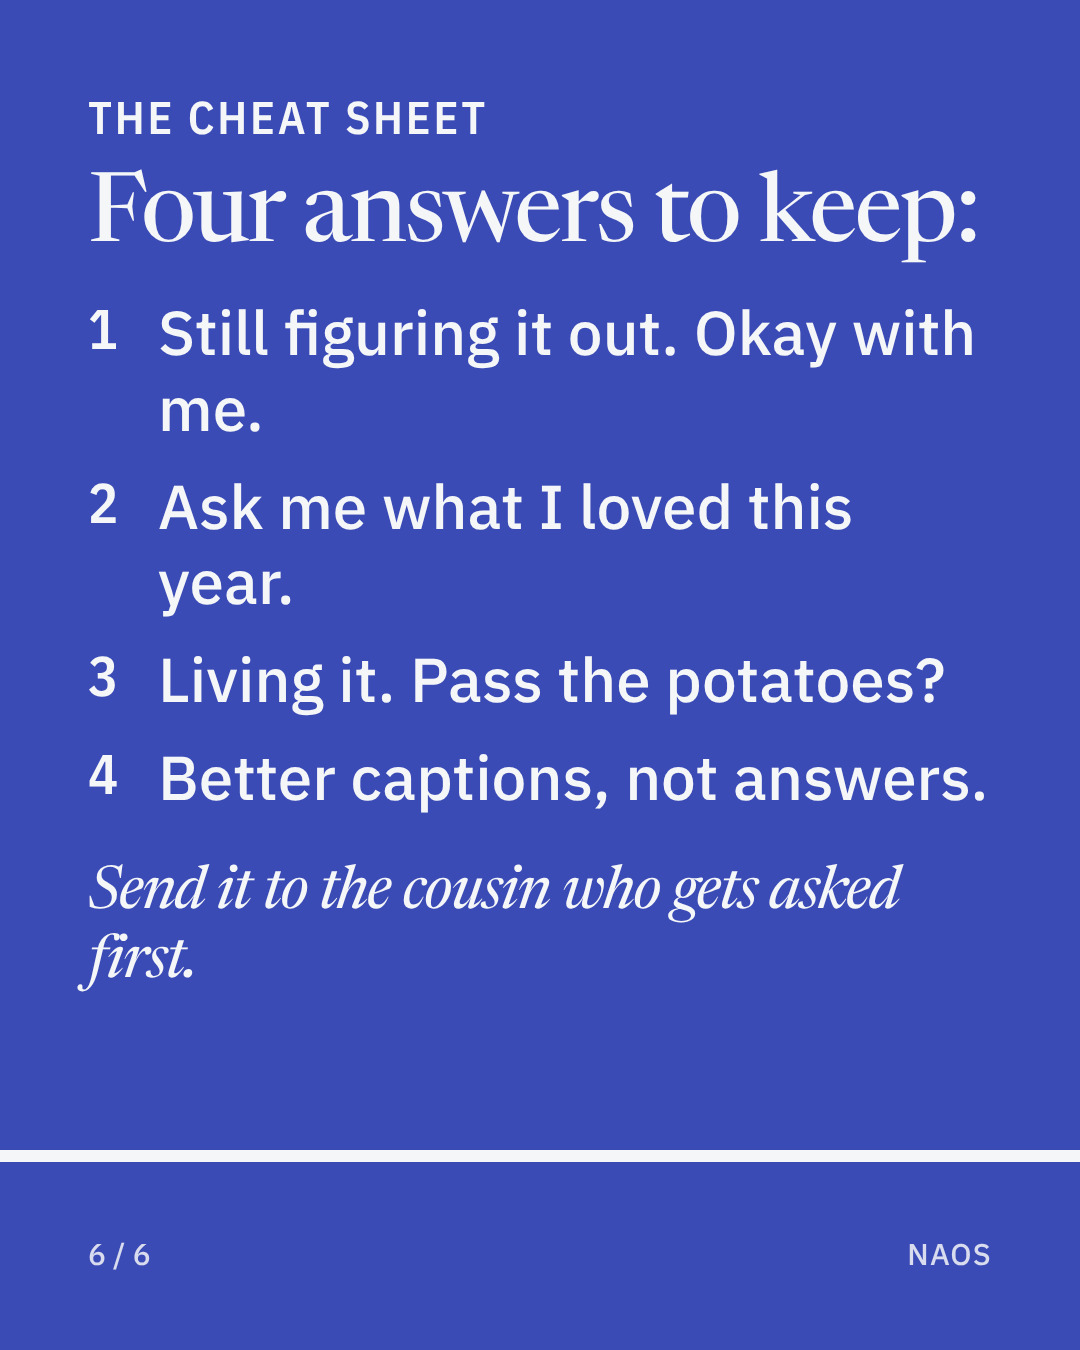 THE CHEAT SHEET
Four answers to keep:
1 Still figuring it out. Okay with
me.
2 Ask me what I loved this
year.
3 Living it. Pass the potatoes?
4 Better captions, not answers.
Send it to the cousin who gets asked
first.
6 / 6
NAOS